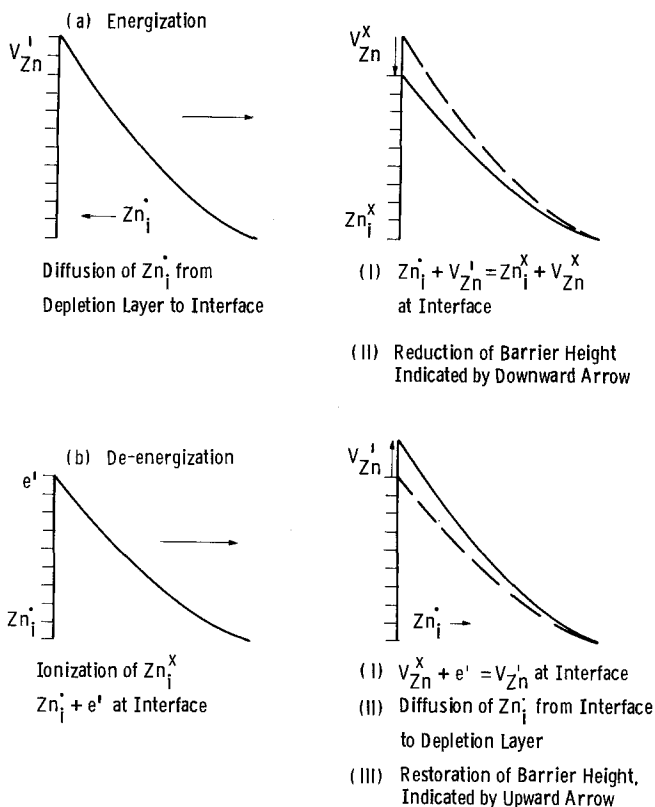 (a) Energization
V'Zn
← Zn•i
Diffusion of Zn•i from
Depletion Layer to Interface
VˣZn
Znˣi
(I) Zn•i + V'Zn = Znˣi + VˣZn
at Interface
(II) Reduction of Barrier Height
Indicated by Downward Arrow
(b) De-energization
e'
Zn•i
Ionization of Znˣi
Zn•i + e' at Interface
V'Zn
Zn•i →
(I) VˣZn + e' = V'Zn at Interface
(II) Diffusion of Zn•i from Interface
to Depletion Layer
(III) Restoration of Barrier Height,
Indicated by Upward Arrow